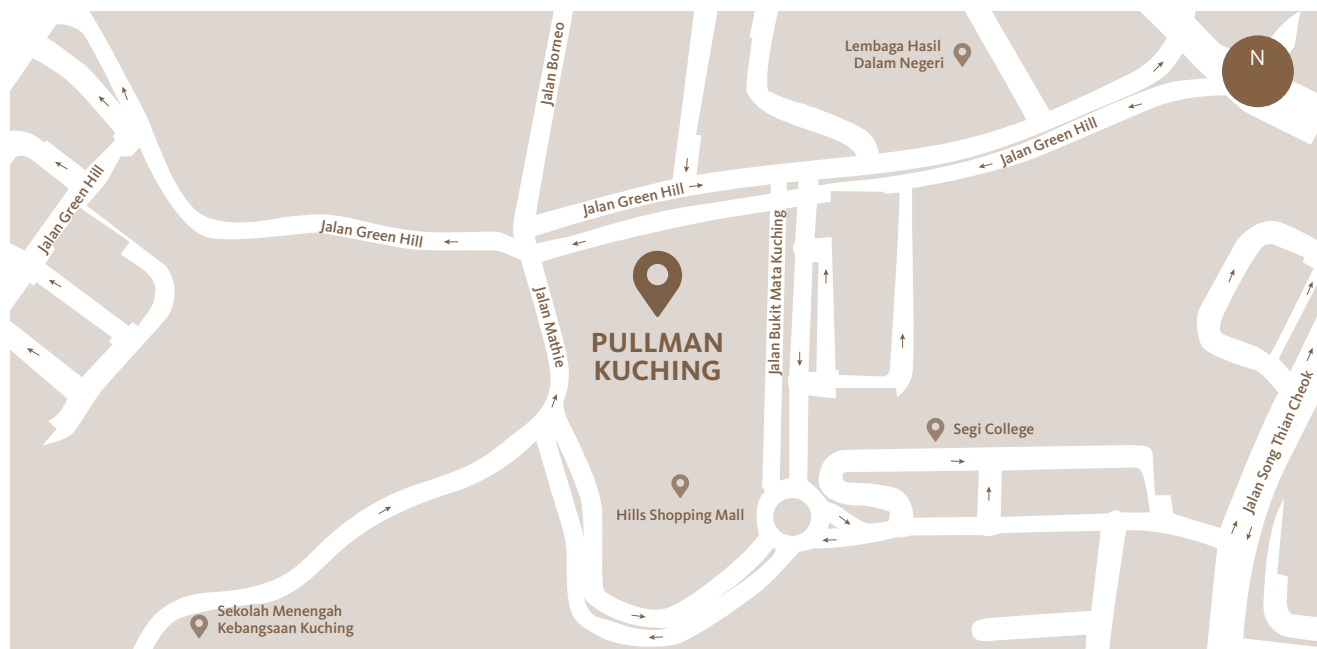 Jalan Borneo
Lembaga Hasil
Dalam Negeri
N
Jalan Green Hill
Jalan Green Hill
Jalan Green Hill
Jalan Green Hill
Jalan Mathie
Jalan Bukit Mata Kuching
PULLMAN
KUCHING
Segi College
Jalan Song Thian Cheok
Hills Shopping Mall
Sekolah Menengah
Kebangsaan Kuching